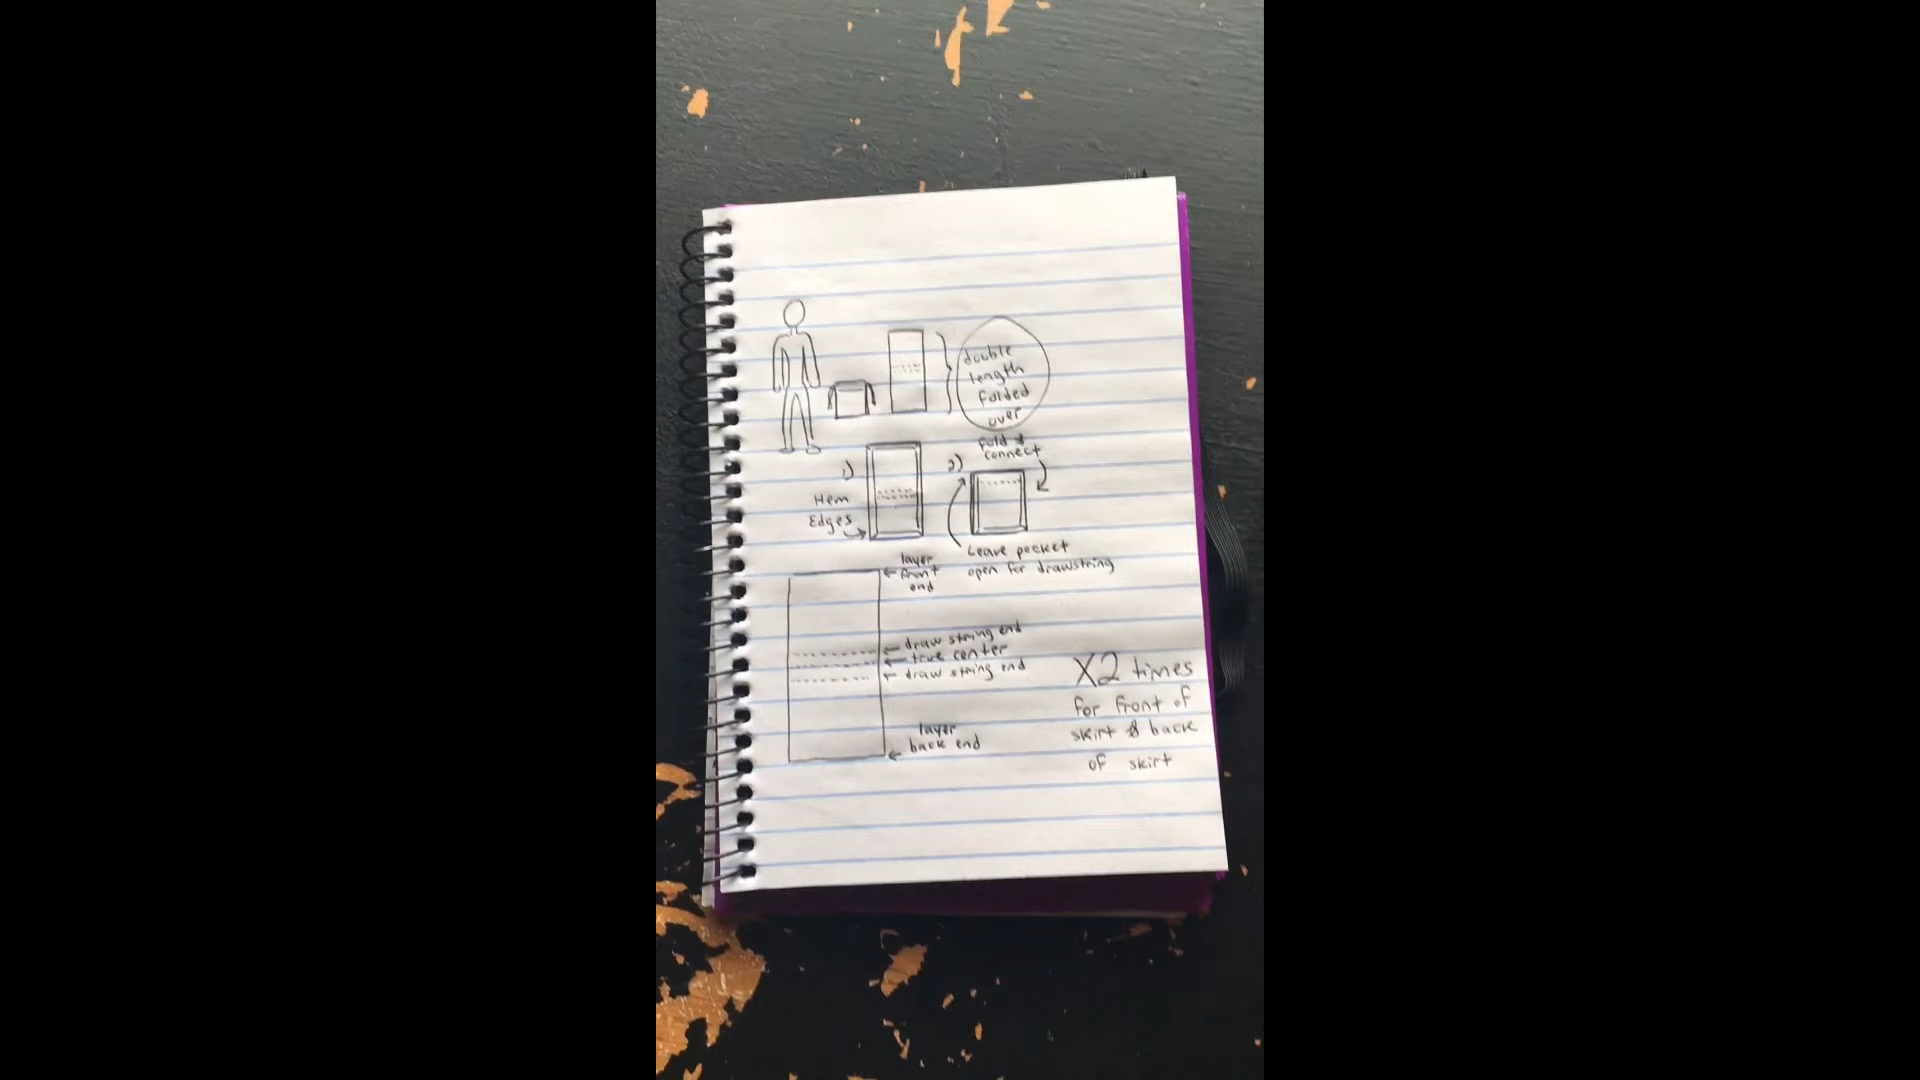 double
length
folded
over
fold &
connect
1)
2)
Hem
Edges
Leave pocket
open for drawstring
layer
front
end
draw string end
true center
draw string end
layer
back end
X2 times
for front of
skirt & back
of skirt